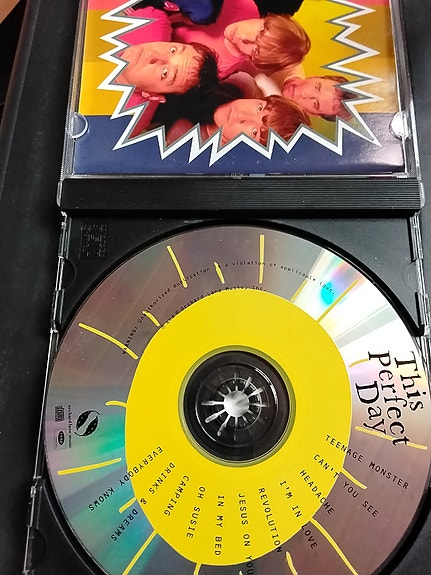 This
Perfect
Day
TEENAGE MONSTER
CAN'T YOU SEE
HEADACHE
I'M IN LOVE
REVOLUTION
JESUS ON YOU
IN MY BED
OH SUSIE
CAMPING
DRINKS & DREAMS
EVERYBODY KNOWS